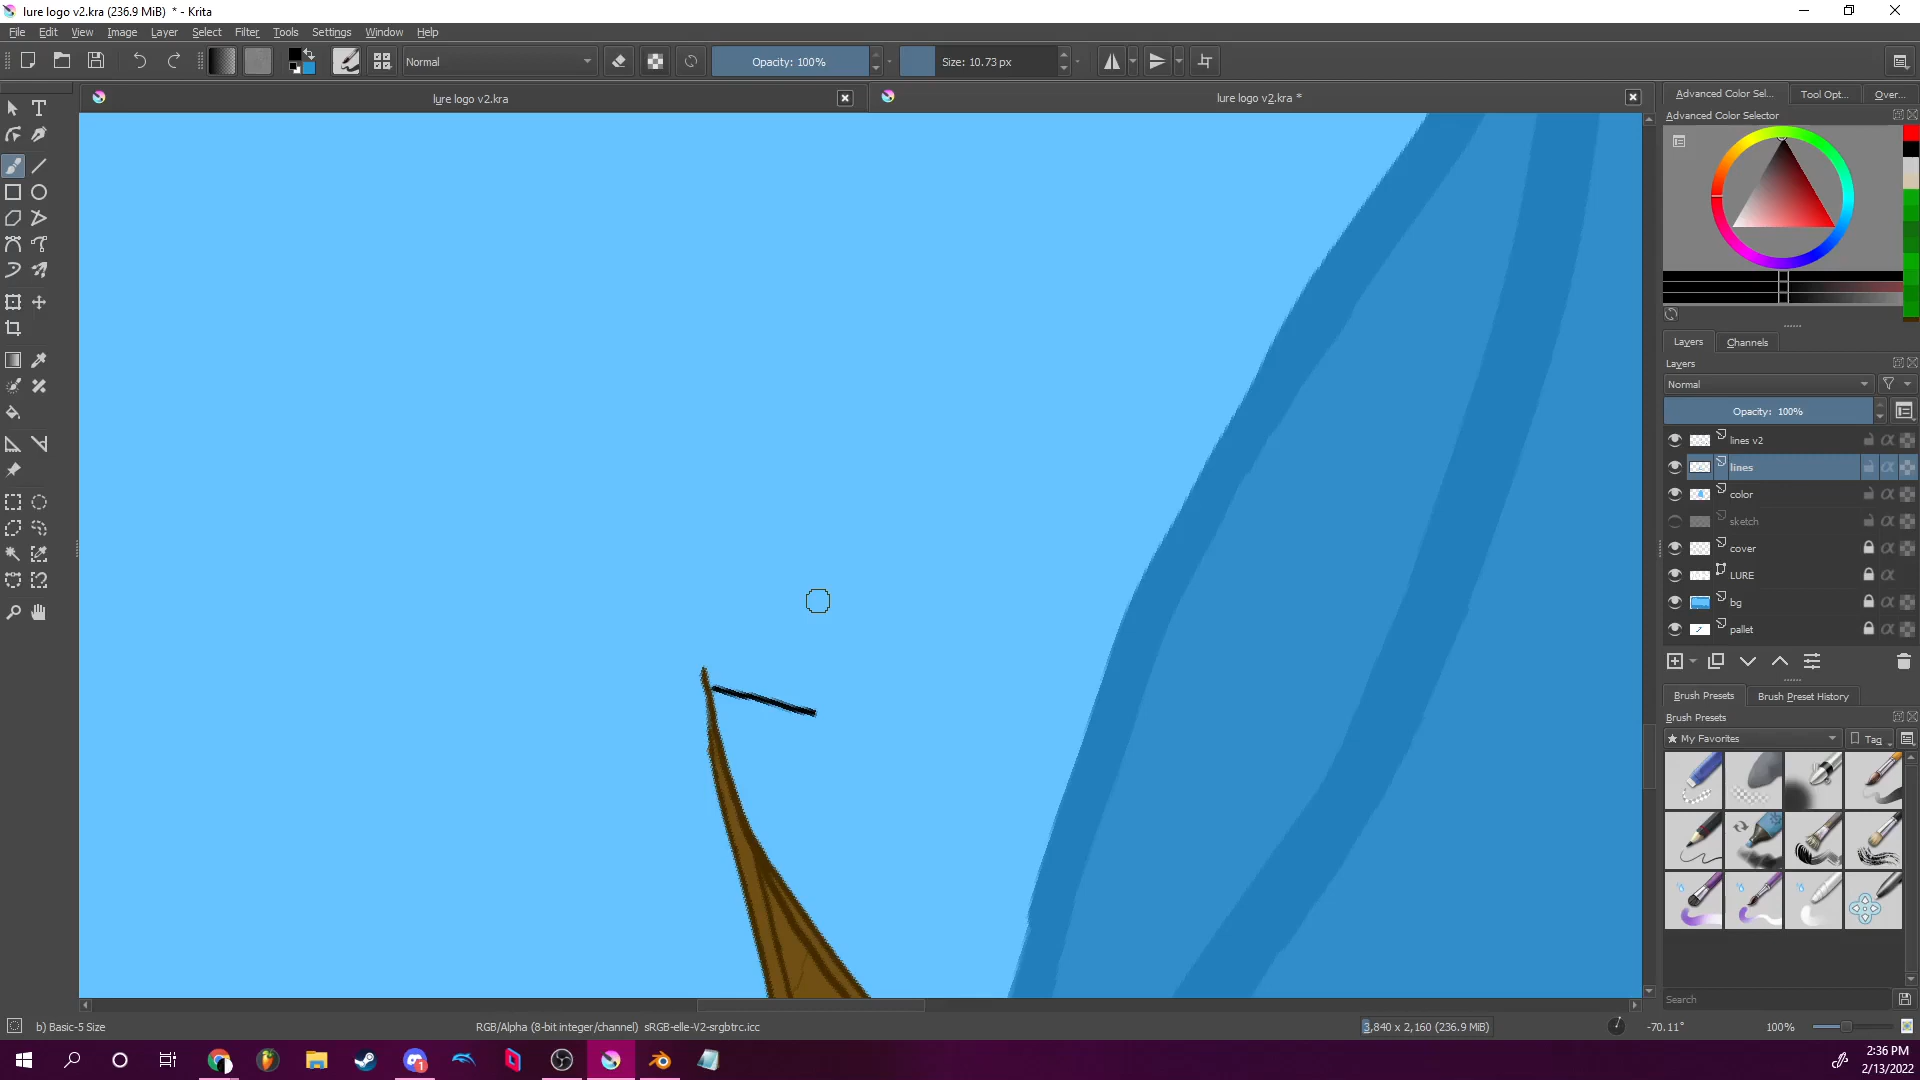 lure logo v2.kra (236.9 MiB) * - Krita
File Edit View Image Layer Select Filter Tools Settings Window Help
Normal
Opacity: 100%
Size: 10.73 px
lure logo v2.kra
lure logo v2.kra *
Advanced Color Sel...
Tool Opt...
Over...
Advanced Color Selector
Layers
Channels
Layers
Normal
Opacity: 100%
lines v2
lines
color
sketch
cover
LURE
bg
pallet
Brush Presets
Brush Preset History
Brush Presets
★ My Favorites
Tag
Search
b) Basic-5 Size
RGB/Alpha (8-bit integer/channel) sRGB-elle-V2-srgbtrc.icc
3,840 x 2,160 (236.9 MiB)
-70.11°
100%
2:36 PM
2/13/2022
1